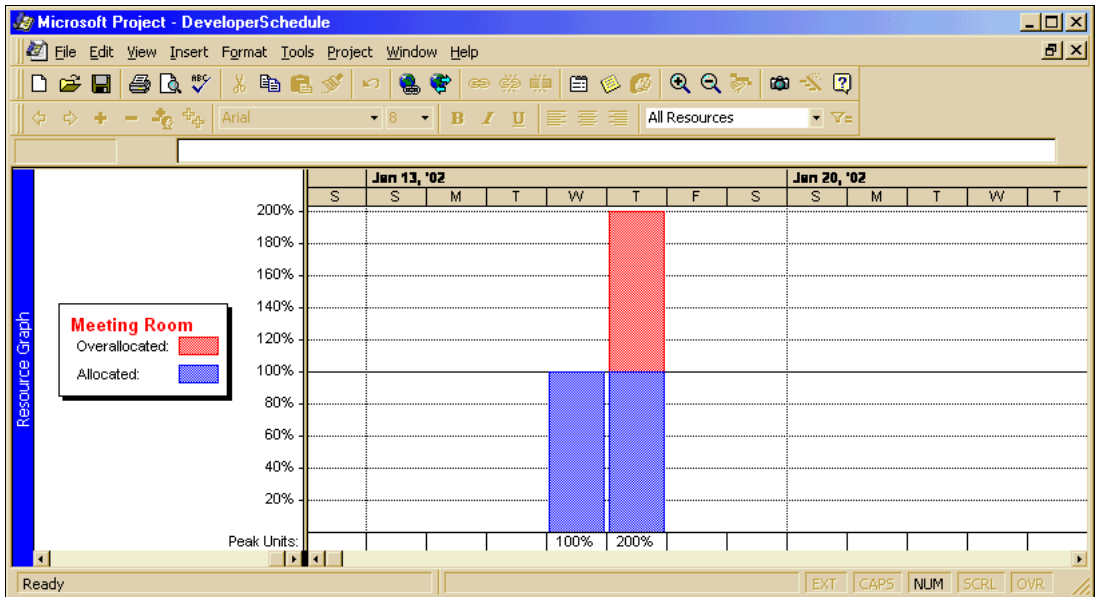 Microsoft Project - DeveloperSchedule
File Edit View Insert Format Tools Project Window Help
ABC
Arial 8 B I U All Resources
Jan 13, '02 Jan 20, '02
S S M T W T F S S M T W T
200%
180%
160%
140%
120%
100%
80%
60%
40%
20%
Resource Graph
Meeting Room
Overallocated:
Allocated:
Peak Units: 100% 200%
Ready EXT CAPS NUM SCRL OVR